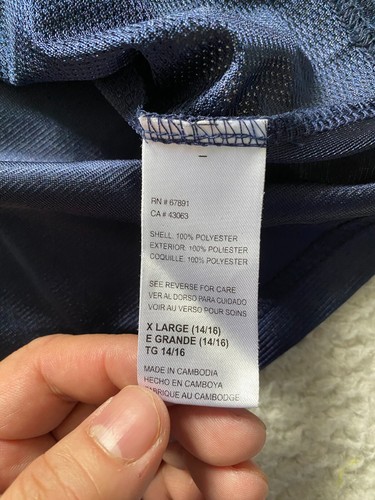 RN # 67891
CA # 43063
SHELL: 100% POLYESTER
EXTERIOR: 100% POLIESTER
COQUILLE: 100% POLYESTER
SEE REVERSE FOR CARE
VER AL DORSO PARA CUIDADO
VOIR AU VERSO POUR SOINS
X LARGE (14/16)
E GRANDE (14/16)
TG 14/16
MADE IN CAMBODIA
HECHO EN CAMBOYA
FABRIQUE AU CAMBODGE